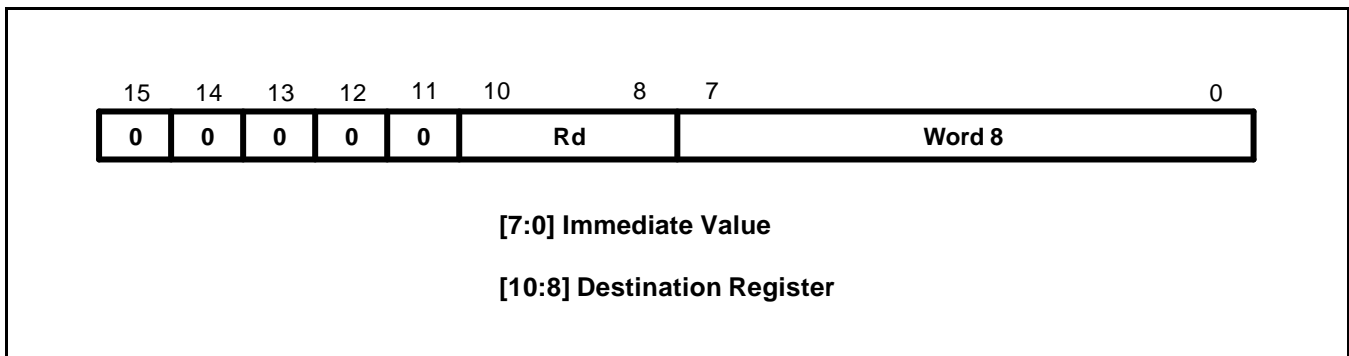 15 14 13 12 11 10 8 7 0
0 0 0 0 0 Rd Word 8
[7:0] Immediate Value
[10:8] Destination Register